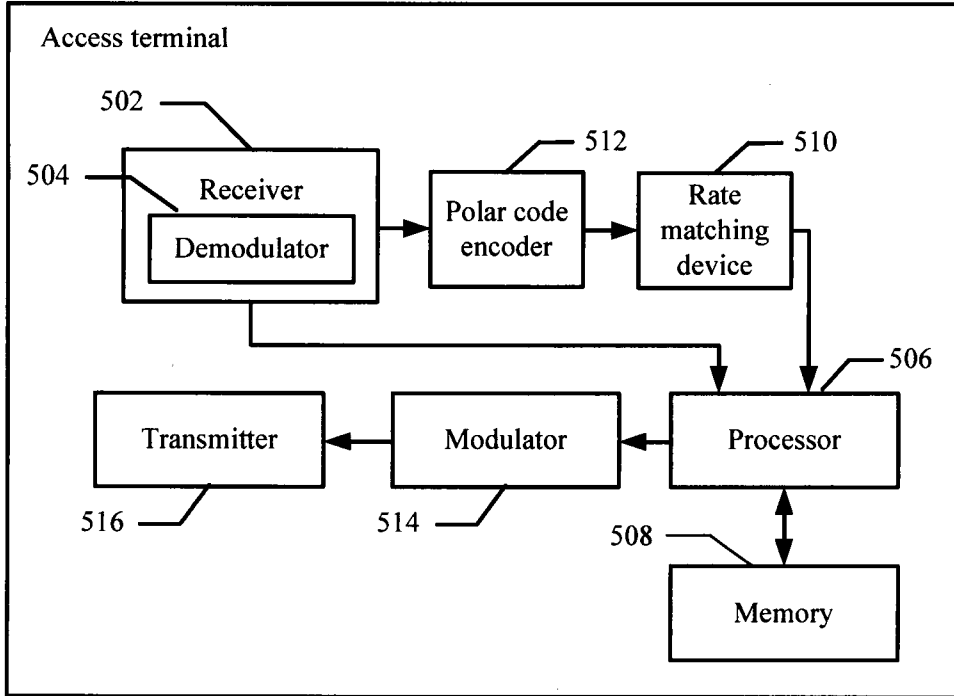 Access terminal
502
512
510
504
Receiver
Demodulator
Polar code
encoder
Rate
matching
device
506
Transmitter
Modulator
Processor
516
514
508
Memory